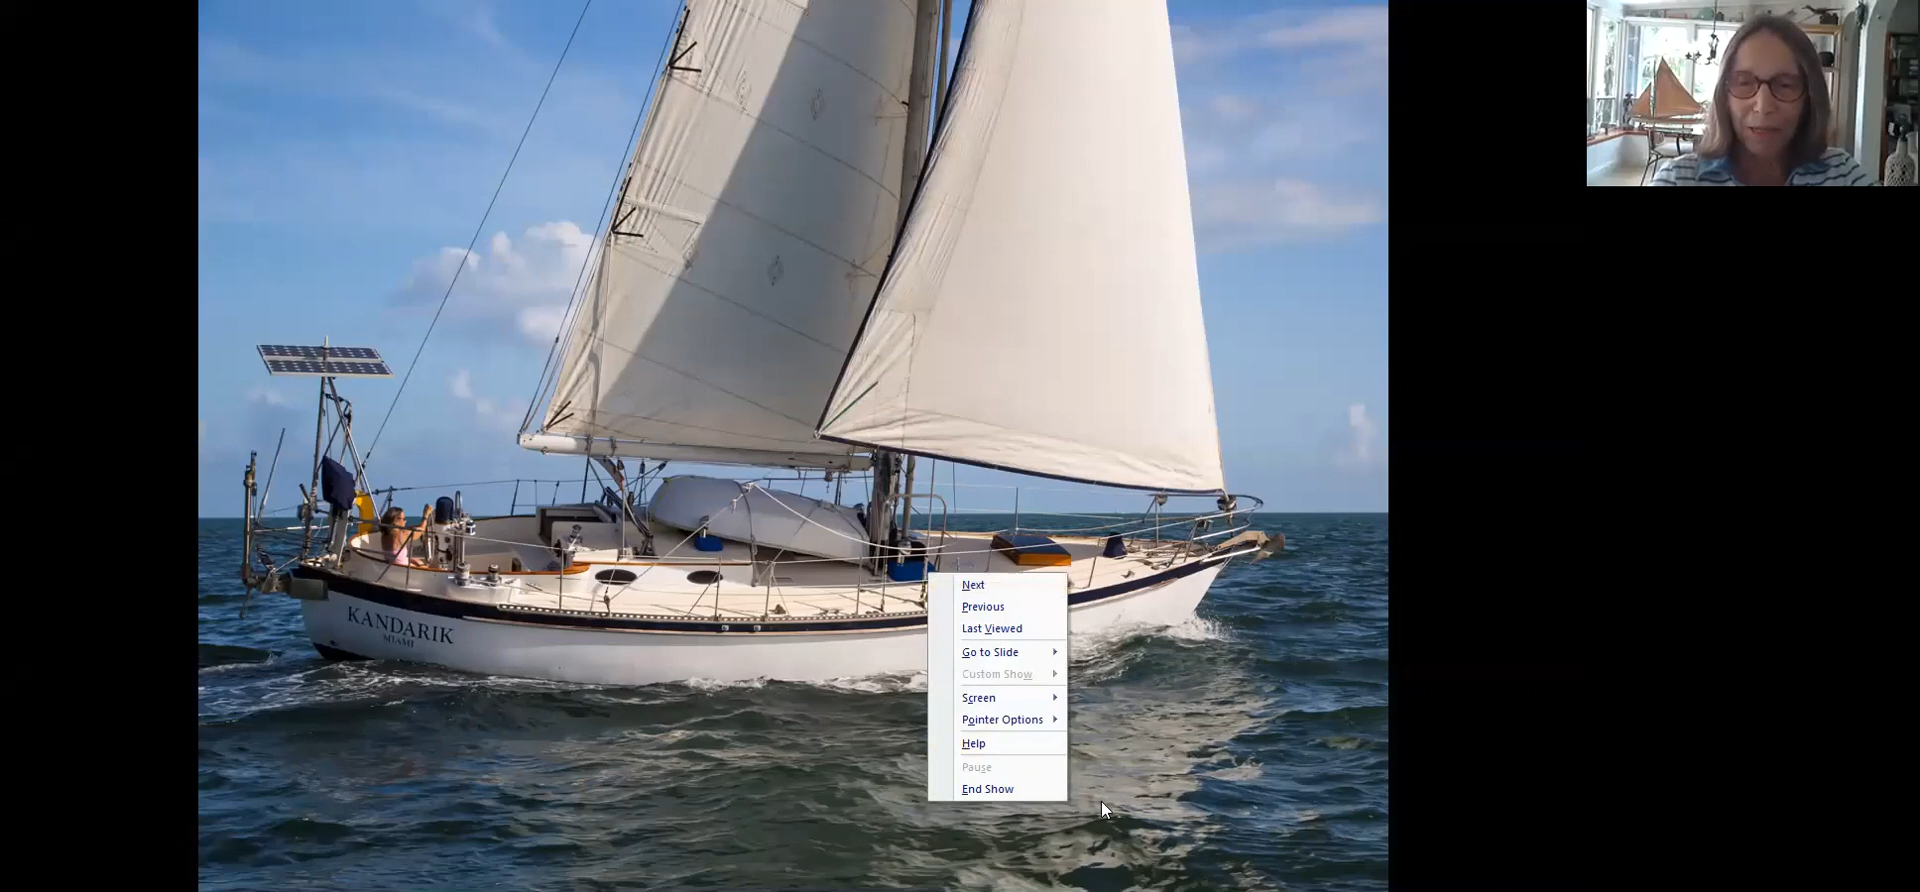 KANDARIK
MIAMI
Next
Previous
Last Viewed
Go to Slide
Custom Show
Screen
Pointer Options
Help
Pause
End Show